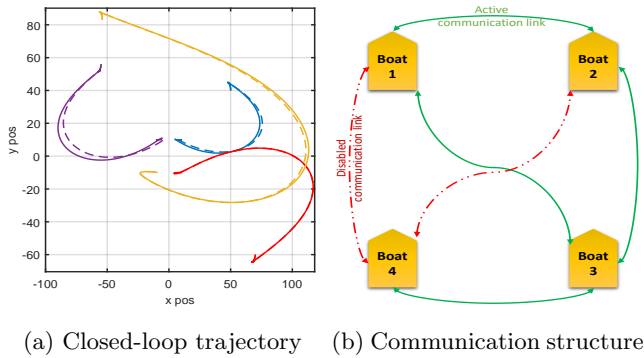 80
60
40
20
0
-20
-40
-60
y pos
-100
-50
0
50
100
x pos
(a) Closed-loop trajectory
Active
communication link
Boat
1
Boat
2
Disabled
communication link
Boat
4
Boat
3
(b) Communication structure